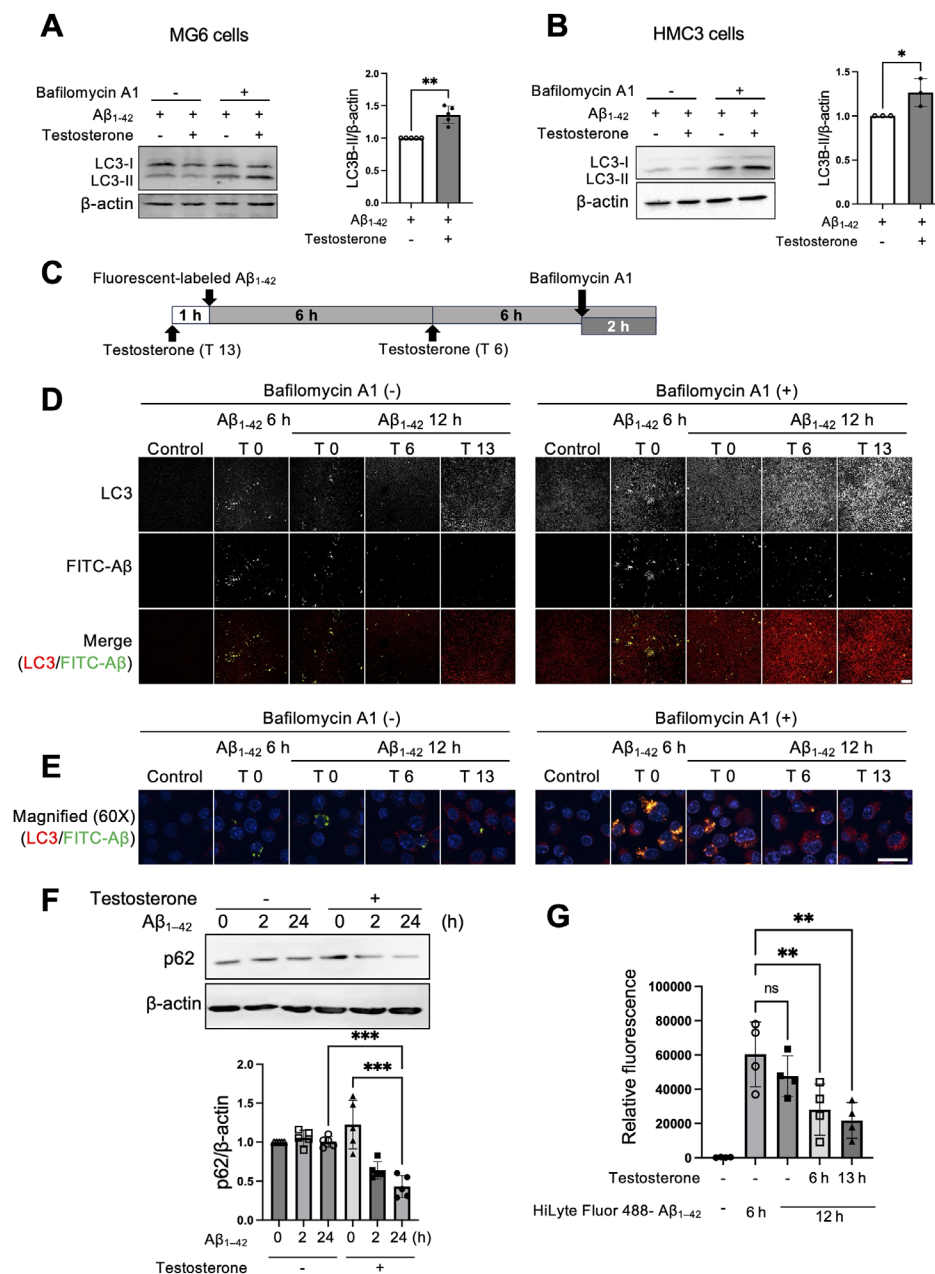 A
MG6 cells
Bafilomycin A1 - +
Aβ1-42 + + + +
Testosterone - + - +
LC3-I
LC3-II
β-actin
LC3B-II/β-actin
2.0
1.5
1.0
0.5
0.0
**
Aβ1-42 + +
Testosterone - +
B
HMC3 cells
Bafilomycin A1 - +
Aβ1-42 + + + +
Testosterone - + - +
LC3-I
LC3-II
β-actin
LC3B-II/β-actin
1.5
1.0
0.5
0.0
*
Aβ1-42 + +
Testosterone - +
C
Fluorescent-labeled Aβ1-42
Bafilomycin A1
1 h 6 h 6 h
2 h
Testosterone (T 13)
Testosterone (T 6)
D
Bafilomycin A1 (-) Bafilomycin A1 (+)
Aβ1-42 6 h Aβ1-42 12 h Aβ1-42 6 h Aβ1-42 12 h
Control T 0 T 0 T 6 T 13 Control T 0 T 0 T 6 T 13
LC3
FITC-Aβ
Merge
(LC3/FITC-Aβ)
E
Bafilomycin A1 (-) Bafilomycin A1 (+)
Aβ1-42 6 h Aβ1-42 12 h Aβ1-42 6 h Aβ1-42 12 h
Control T 0 T 0 T 6 T 13 Control T 0 T 0 T 6 T 13
Magnified (60X)
(LC3/FITC-Aβ)
F
Testosterone - +
Aβ1–42 0 2 24 0 2 24 (h)
p62
β-actin
p62/β-actin
2.0
1.5
1.0
0.5
0.0
***
***
Aβ1–42 0 2 24 0 2 24 (h)
Testosterone - +
G
Relative fluorescence
100000
80000
60000
40000
20000
0
**
**
ns
Testosterone - - - 6 h 13 h
HiLyte Fluor 488- Aβ1–42 - 6 h 12 h